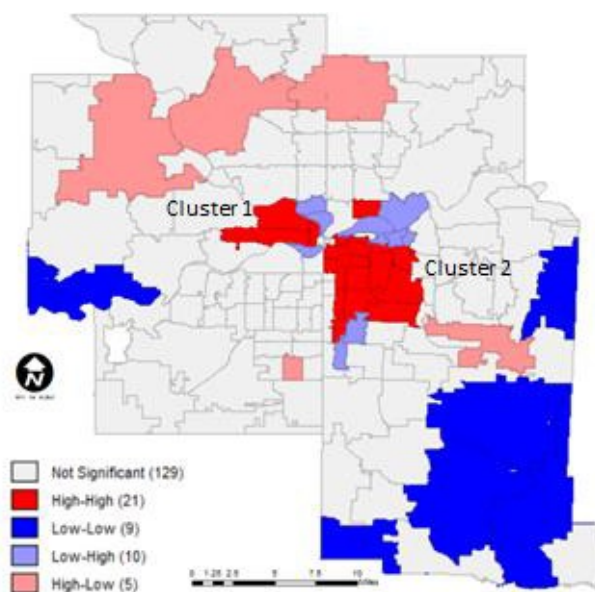 Cluster 1
Cluster 2
N
Not Significant (129)
High-High (21)
Low-Low (9)
Low-High (10)
High-Low (5)
0 1.25 2.5 5 7.5 10